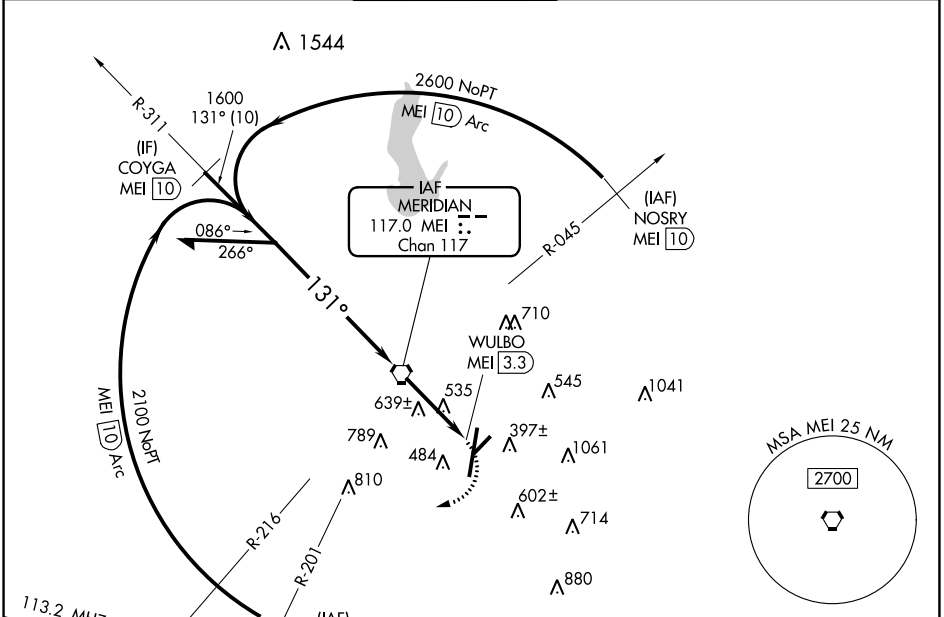 1544
2600 NoPT
MEI 10 Arc
R-311
1600
131° (10)
(IF)
COYGA
MEI 10
IAF
MERIDIAN
117.0 MEI
Chan 117
(IAF)
NOSRY
MEI 10
R-045
086°
266°
131°
710
WULBO
MEI 3.3
2100 NoPT
MEI 10 Arc
639±
535
545
1041
789
484
397±
1061
810
602±
714
880
R-216
R-201
MSA MEI 25 NM
2700
113.2
(IAF)